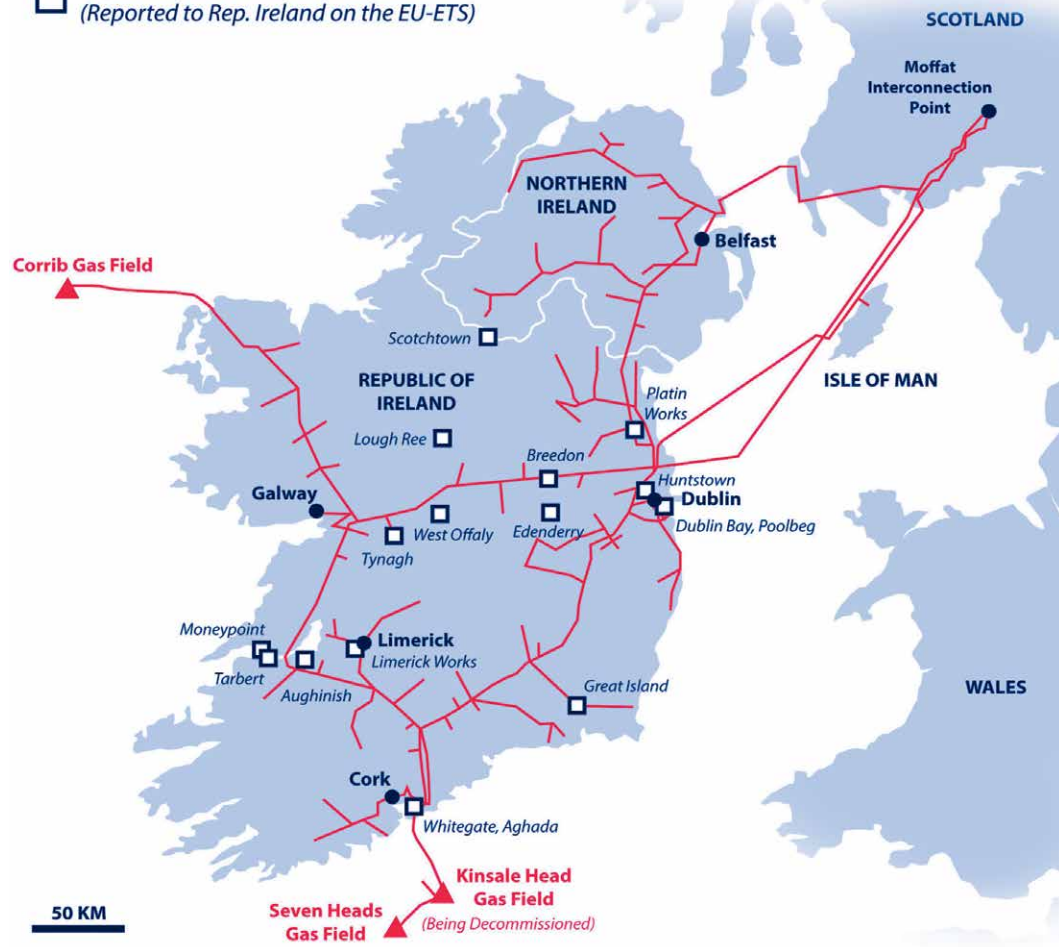 (Reported to Rep. Ireland on the EU-ETS)
SCOTLAND
Moffat
Interconnection
Point
NORTHERN
IRELAND
Belfast
Corrib Gas Field
Scotchtown
REPUBLIC OF
IRELAND
ISLE OF MAN
Platin
Works
Lough Ree
Breedon
Huntstown
Galway
Dublin
West Offaly
Edenderry
Dublin Bay, Poolbeg
Tynagh
Moneypoint
Limerick
Limerick Works
Tarbert
Aughinish
Great Island
WALES
Cork
Whitegate, Aghada
Kinsale Head
Gas Field
(Being Decommissioned)
Seven Heads
Gas Field
50 KM